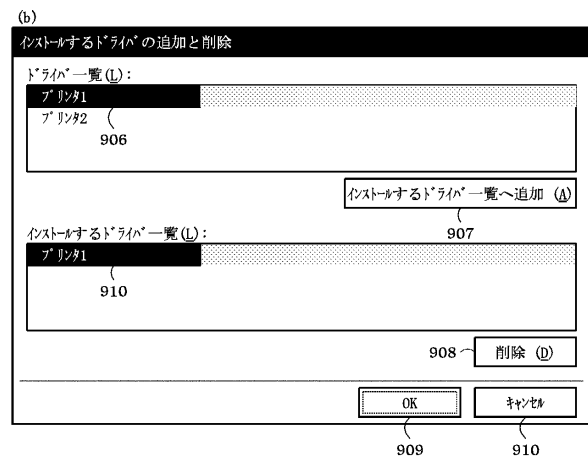 (b)
インストールするドライバの追加と削除
ドライバ一覧(L):
プリンタ1
プリンタ2
906
インストールするドライバ一覧へ追加 (A)
907
インストールするドライバ一覧(L):
プリンタ1
910
908
削除 (D)
OK
キャンセル
909
910